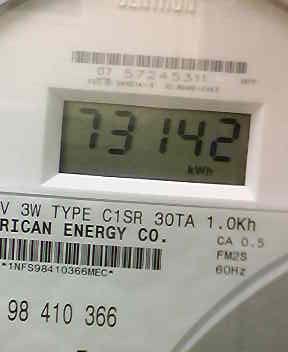 07 57245311
73142
kWh
V 3W TYPE C1SR 30TA 1.0Kh
RICAN ENERGY CO.
CA 0.5
FM2S
60Hz
*1NFS98410366MEC*
98 410 366